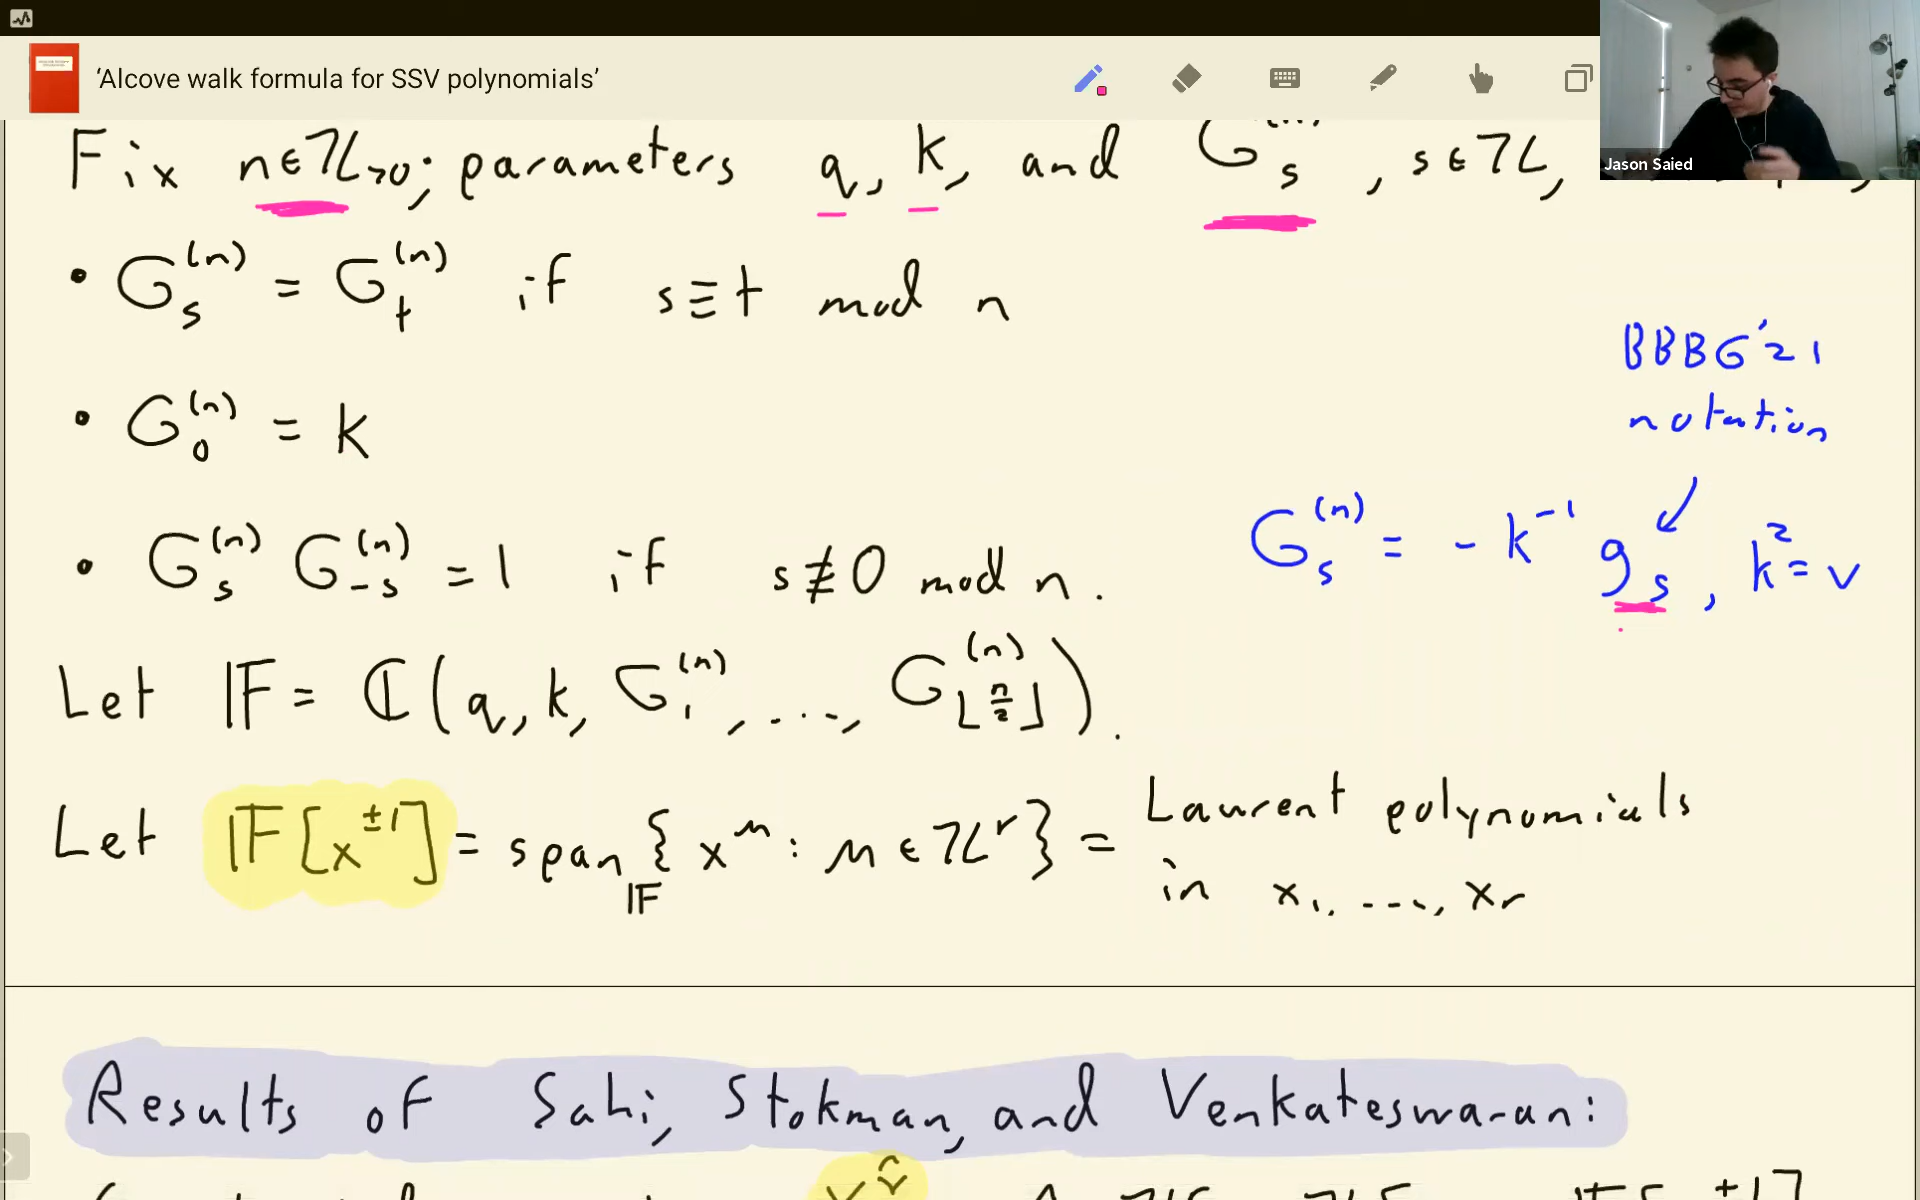 ‘Alcove walk formula for SSV polynomials’
Jason Saied
Fix n∈ℤ>0; parameters q, k, and G_s^(n), s∈ℤ,
• G_s^(n) = G_t^(n) if s≡t mod n
BBBG'21
notation
• G_0^(n) = k
G_s^(n) = -k^-1 g_s, k^2=v
• G_s^(n) G_-s^(n) = 1 if s≢0 mod n.
Let 𝔽 = ℂ(q, k, G_1^(n), ..., G_⌊n/2⌋^(n)).
Let 𝔽[x^±1] = span_𝔽{x^μ : μ∈ℤ^r} = Laurent polynomials
in x_1, ..., x_r
Results of Sahi, Stokman, and Venkateswaran: